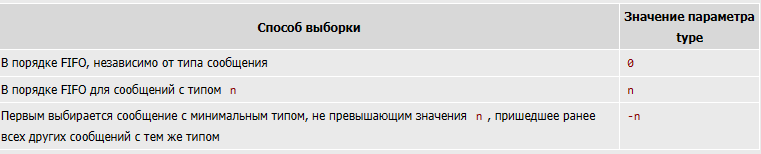 Способ выборки
Значение параметра
type
В порядке FIFO, независимо от типа сообщения
0
В порядке FIFO для сообщений с типом n
n
Первым выбирается сообщение с минимальным типом, не превышающим значения n , пришедшее ранее
всех других сообщений с тем же типом
-n